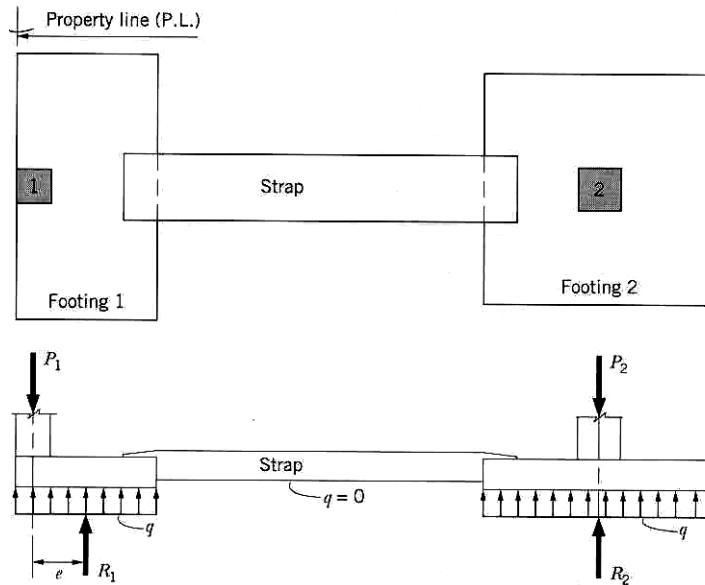 Property line (P.L.)
1
Strap
2
Footing 1
Footing 2
P₁
P₂
Strap
q = 0
q
q
e
R₁
R₂